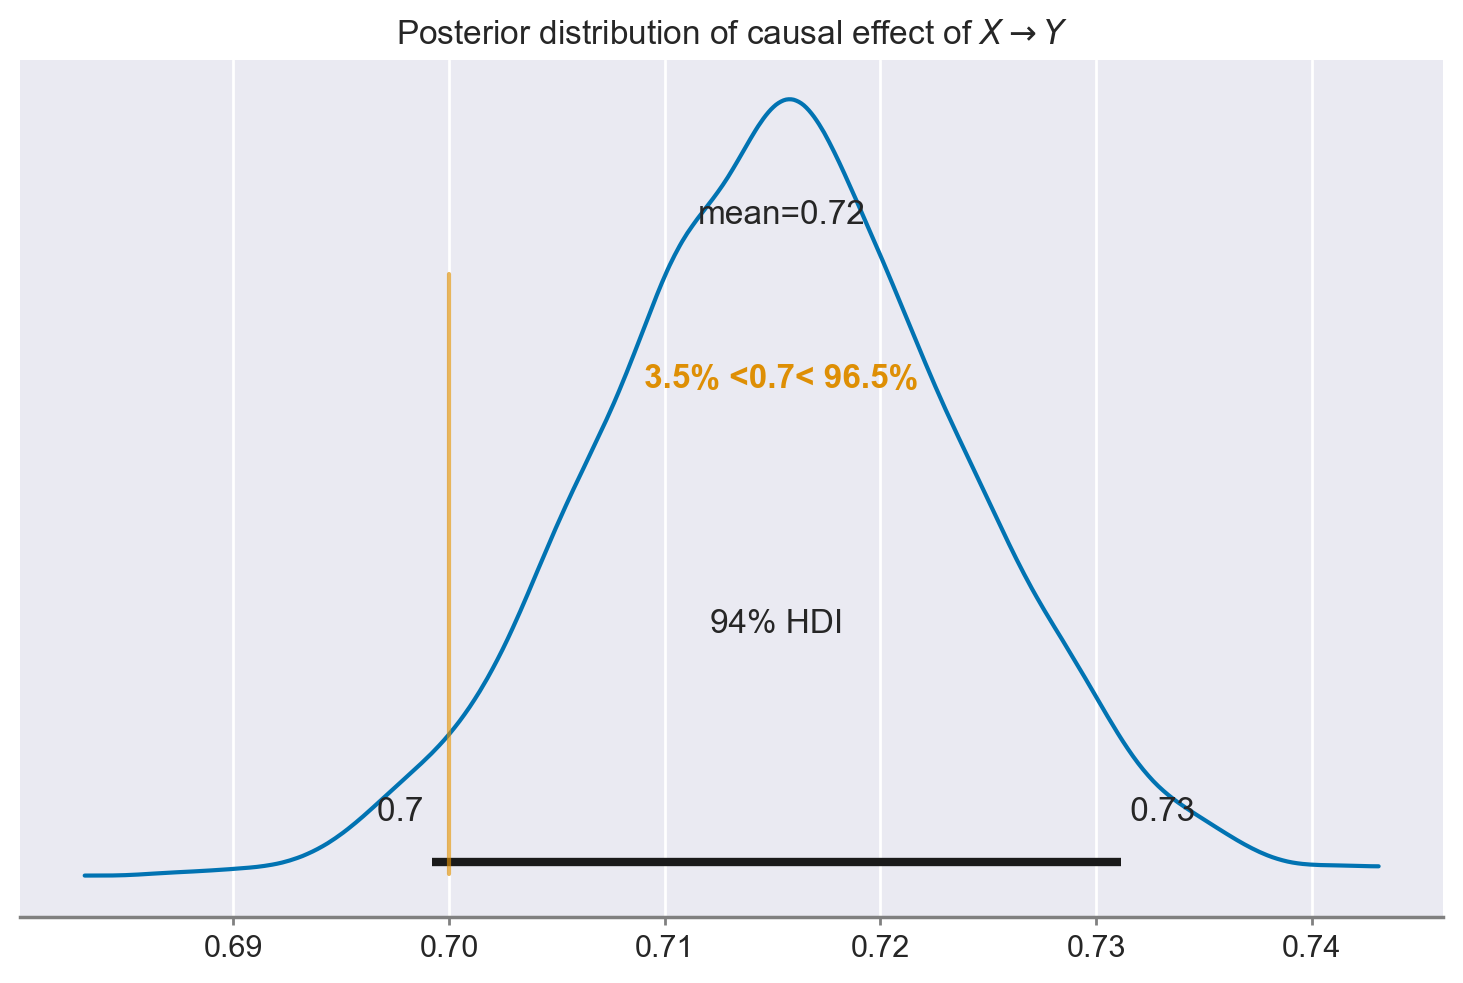 Posterior distribution of causal effect of X → Y
mean=0.72
3.5% <0.7< 96.5%
94% HDI
0.7 0.73
0.69 0.70 0.71 0.72 0.73 0.74